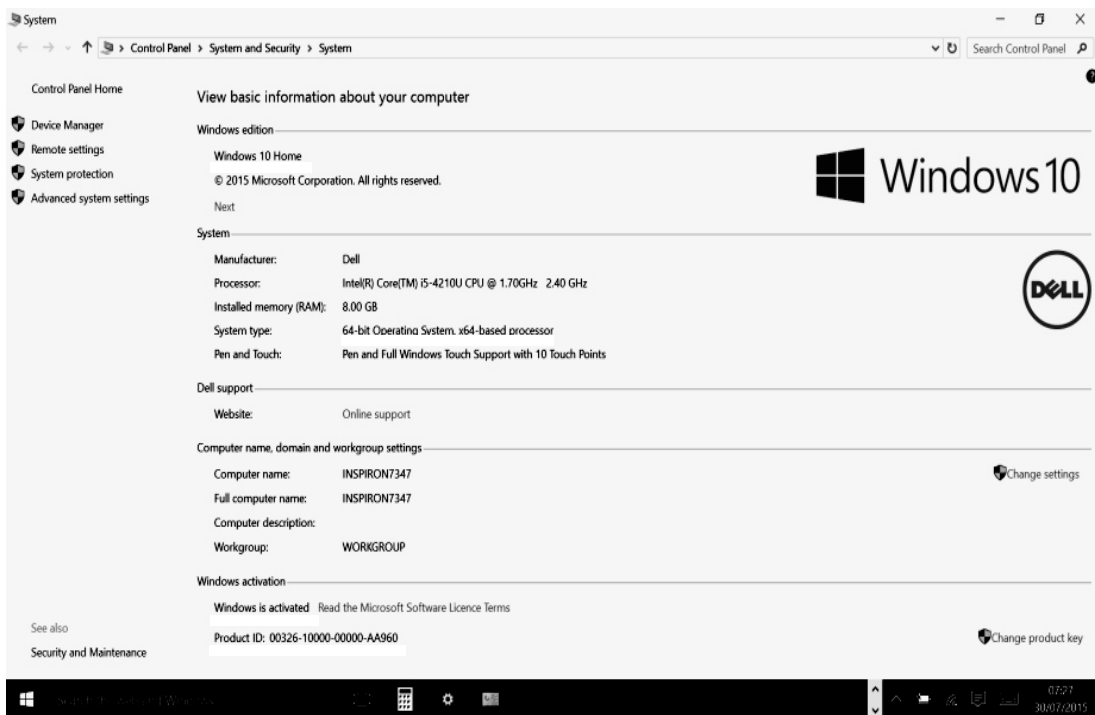 System
Control Panel > System and Security > System
Search Control Panel
Control Panel Home
Device Manager
Remote settings
System protection
Advanced system settings
View basic information about your computer
Windows edition
Windows 10 Home
© 2015 Microsoft Corporation. All rights reserved.
Next
Windows 10
System
Manufacturer: Dell
Processor: Intel(R) Core(TM) i5-4210U CPU @ 1.70GHz 2.40 GHz
Installed memory (RAM): 8.00 GB
System type: 64-bit Operating System, x64-based processor
Pen and Touch: Pen and Full Windows Touch Support with 10 Touch Points
DELL
Dell support
Website: Online support
Computer name, domain and workgroup settings
Computer name: INSPIRON7347
Change settings
Full computer name: INSPIRON7347
Computer description:
Workgroup: WORKGROUP
Windows activation
Windows is activated Read the Microsoft Software Licence Terms
Product ID: 00326-10000-00000-AA960
Change product key
See also
Security and Maintenance
Search the web and Windows
07:27
30/07/2015